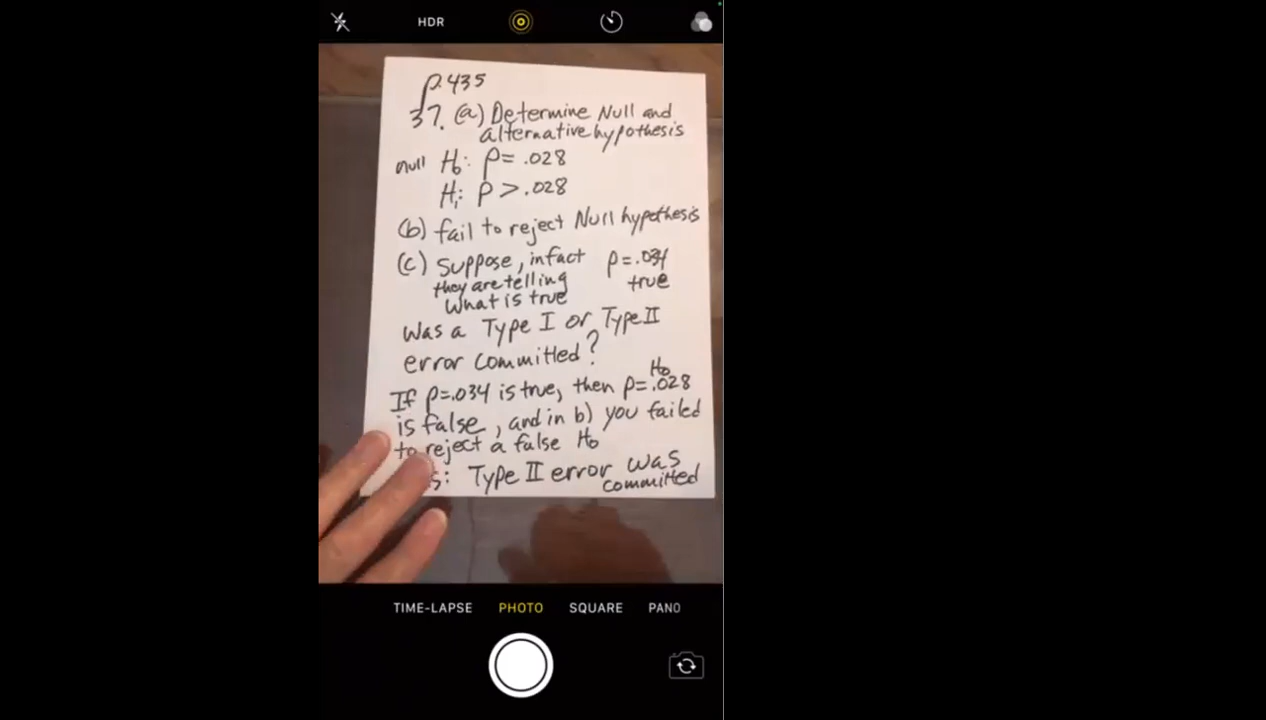 HDR
p.435
37. (a) Determine Null and
alternative hypothesis
null H₀: p = .028
H₁: p > .028
(b) fail to reject Null hypothesis
(c) Suppose, in fact p = .034
they are telling true
what is true
was a Type I or Type II
error committed?
H₀
If p=.034 is true, then p=.028
is false, and in b) you failed
to reject a false H₀
Type II error was
committed
TIME-LAPSE PHOTO SQUARE PANO